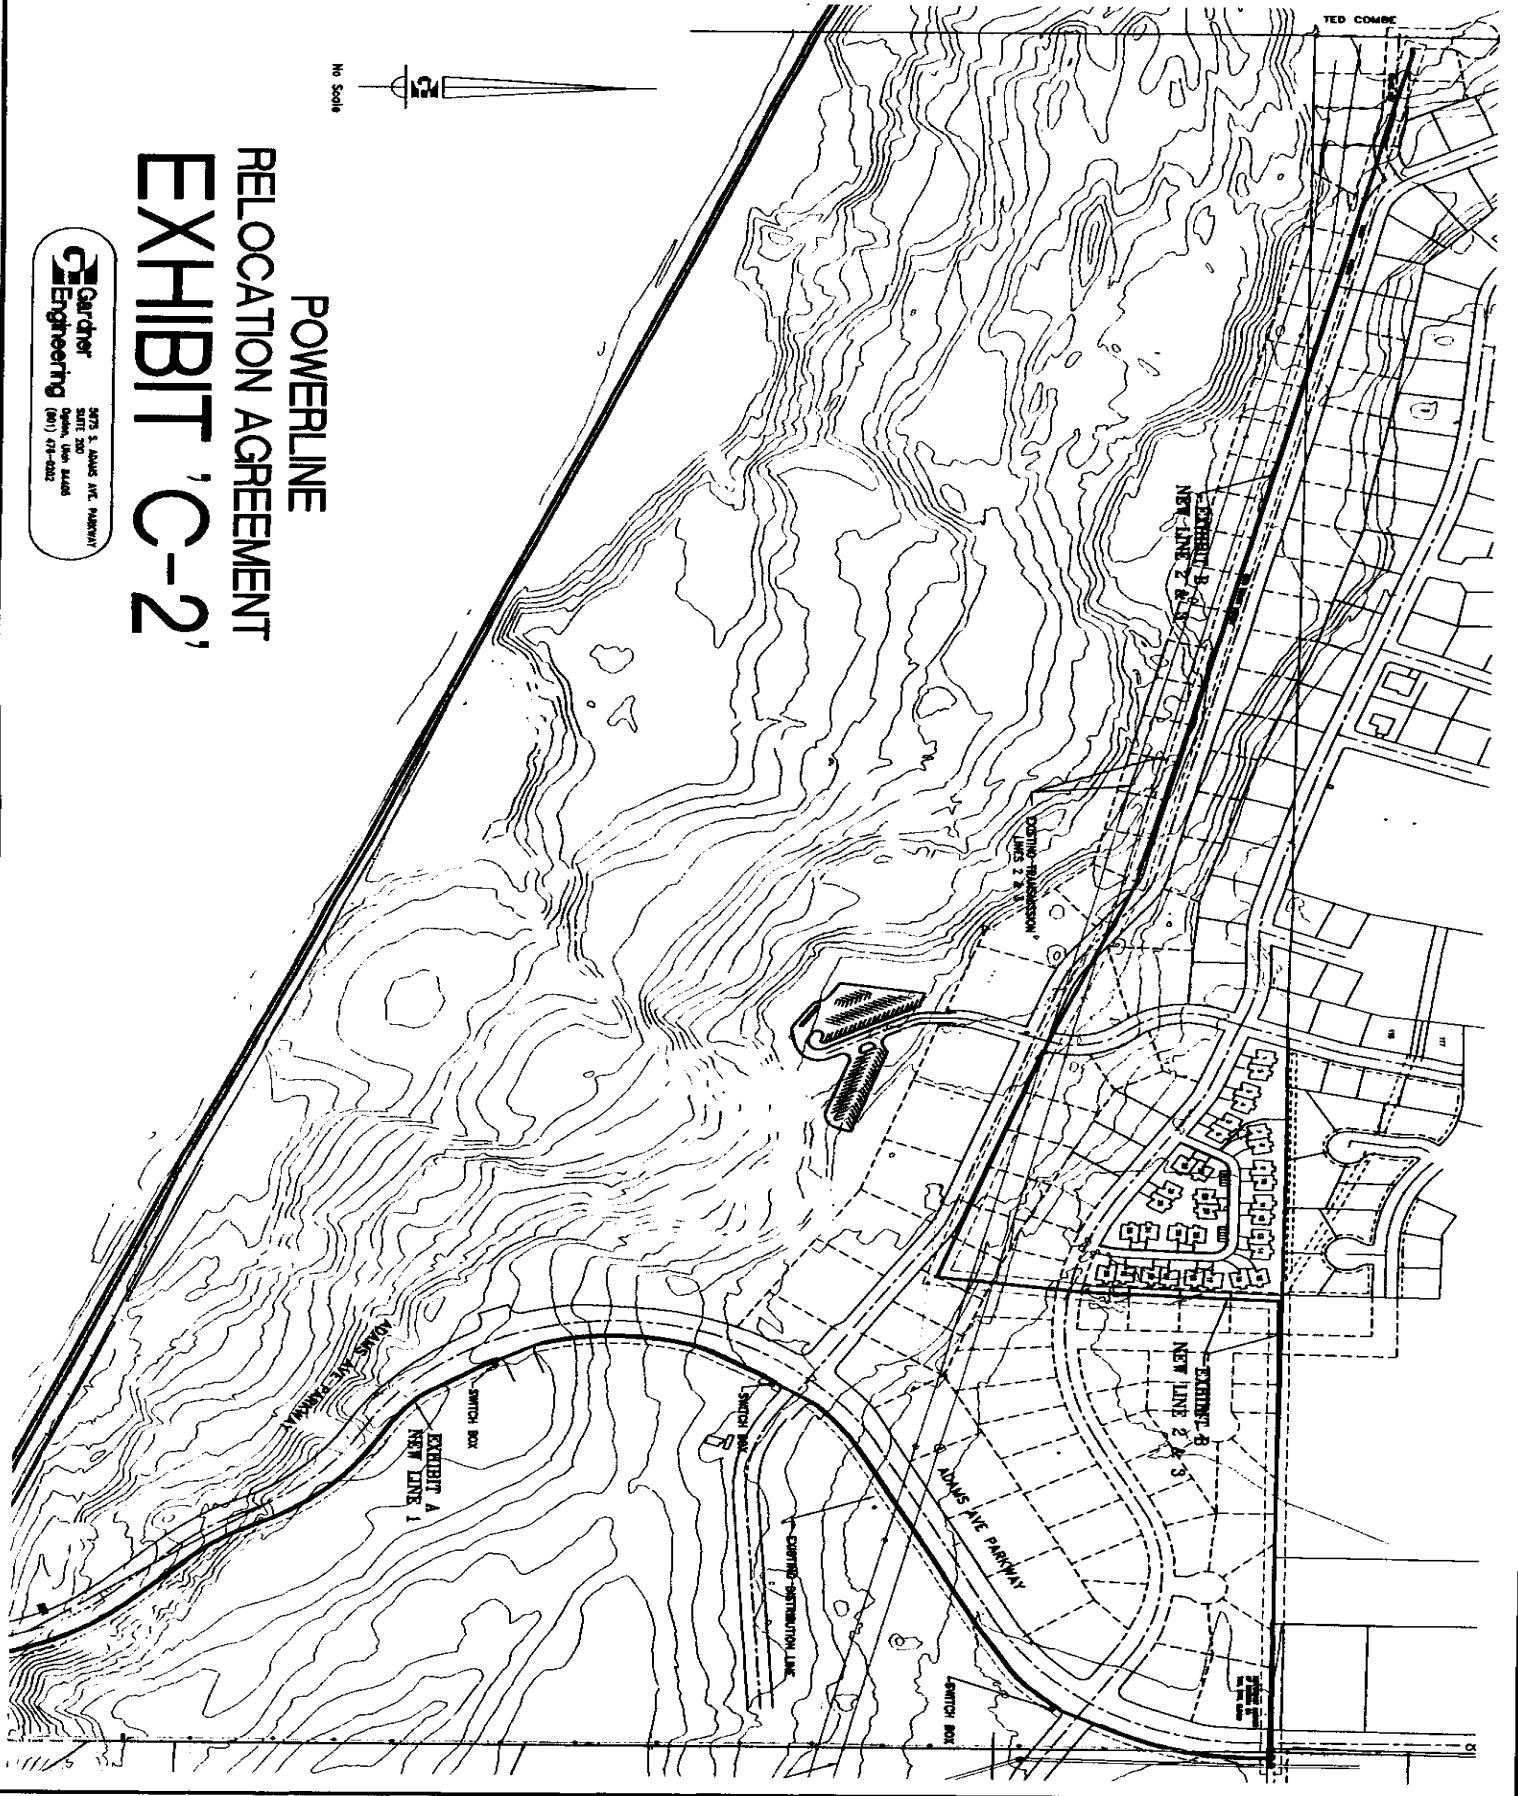 POWERLINE
RELOCATION AGREEMENT
EXHIBIT 'C-2'
Gardner
Engineering
5875 S. ADAMS AVE. PARKWAY
SUITE 200
Ogden, Utah 84405
(801) 476-0202
No Scale
TED COMBE
EXHIBIT B
NEW LINE 2 & 3
EXISTING TRANSMISSION
LINES 2 & 3
EXHIBIT B
NEW LINE 2 & 3
ADAMS AVE PARKWAY
ADAMS AVE PARKWAY
SWITCH BOX
SWITCH BOX
SWITCH BOX
EXHIBIT A
NEW LINE 1
EXISTING DISTRIBUTION LINE